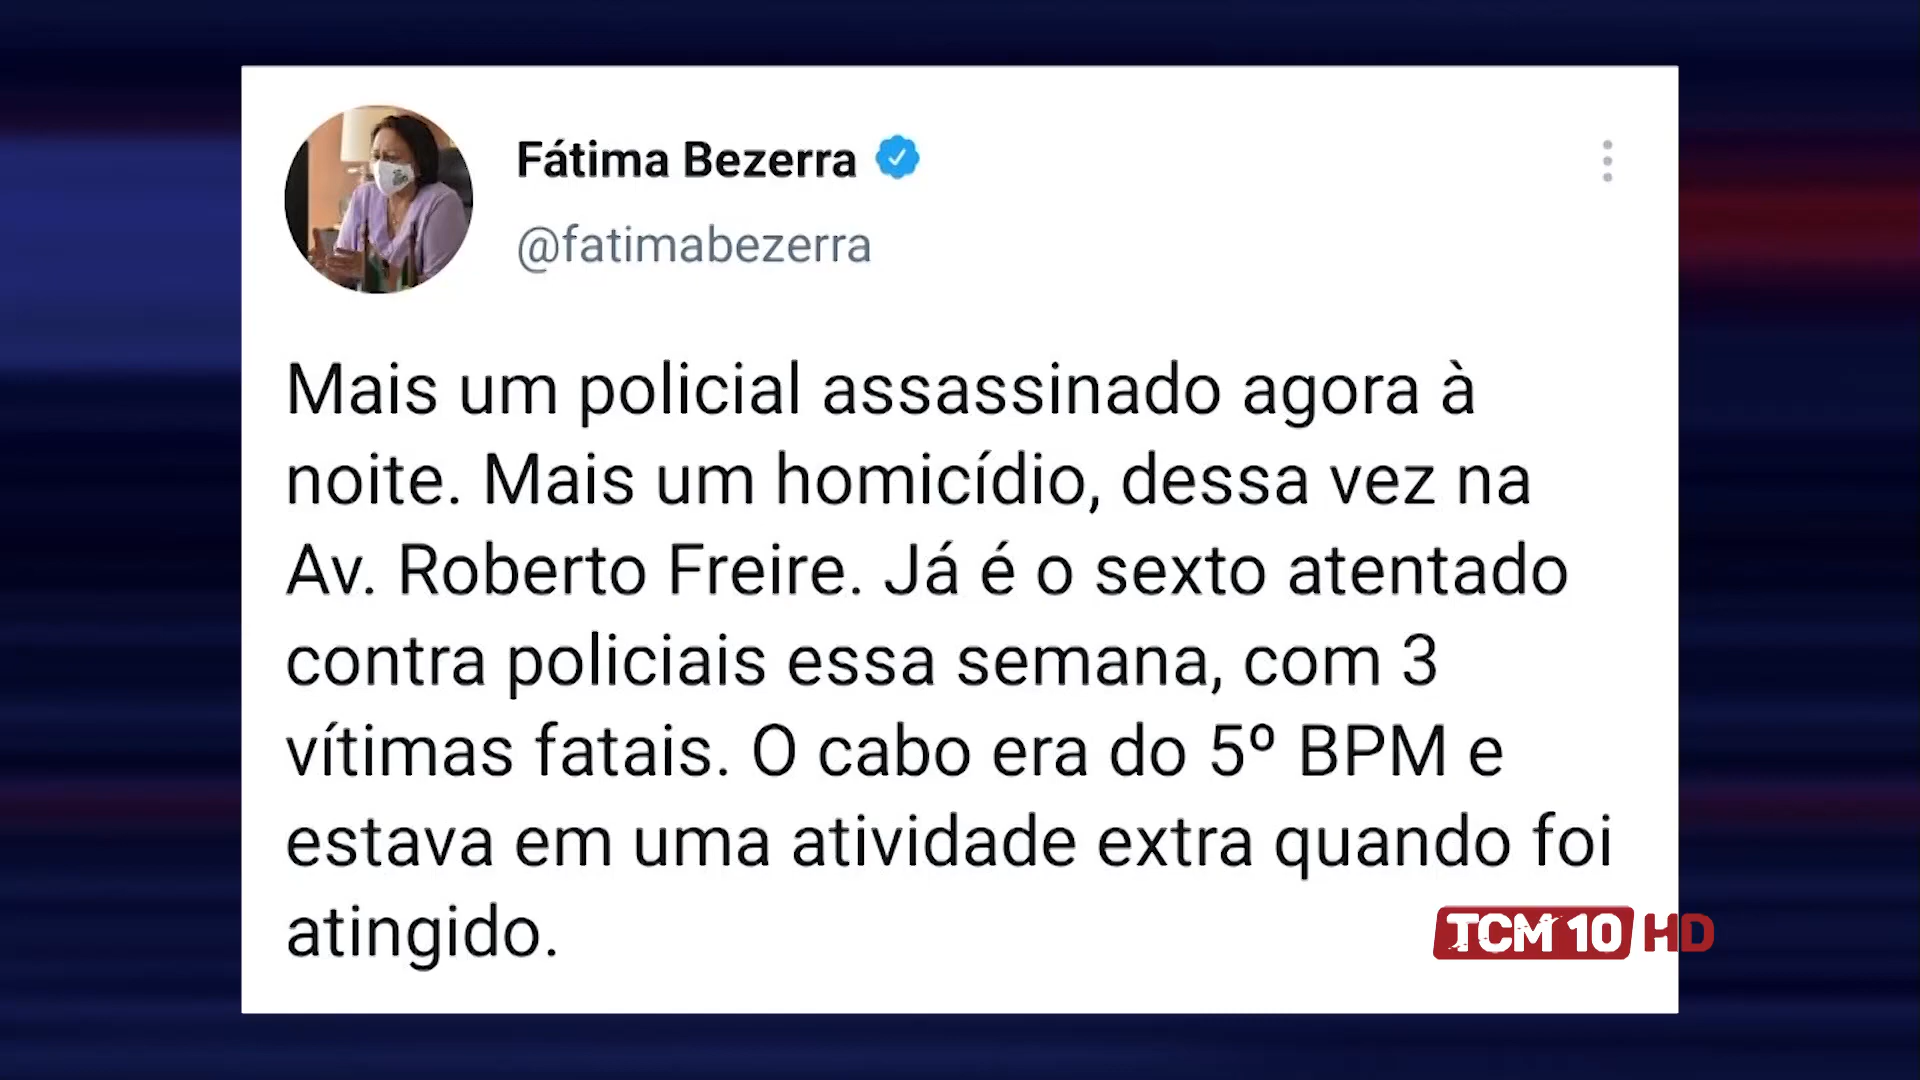 Fátima Bezerra
@fatimabezerra
Mais um policial assassinado agora à
noite. Mais um homicídio, dessa vez na
Av. Roberto Freire. Já é o sexto atentado
contra policiais essa semana, com 3
vítimas fatais. O cabo era do 5º BPM e
estava em uma atividade extra quando foi
atingido.
TCM 10 HD